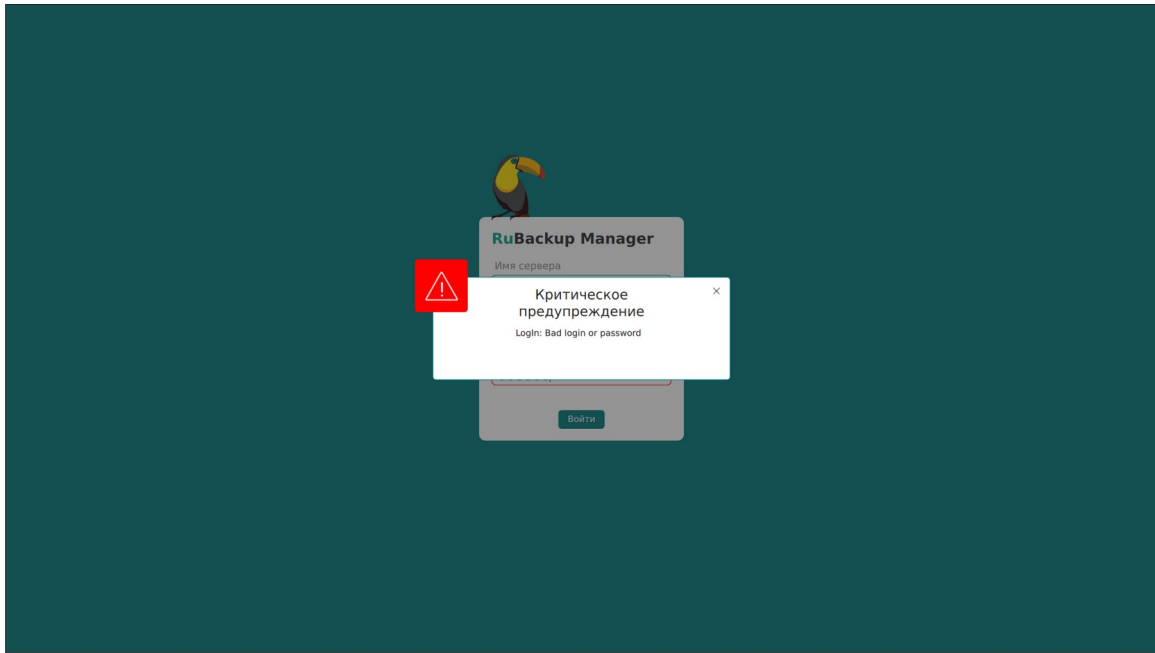 RuBackup Manager
Имя сервера
Критическое
предупреждение
LogIn: Bad login or password
Войти